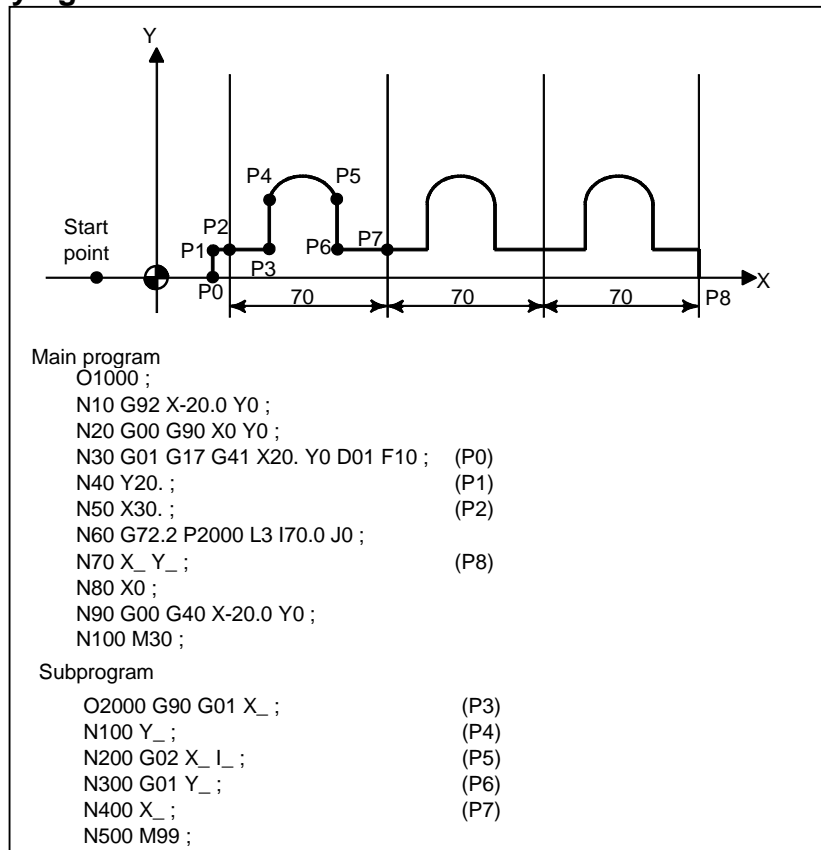 Y
P4 P5
Start point
P2
P1
P6 P7
P3
P0
X
70 70 70 P8
Main program
O1000 ;
N10 G92 X-20.0 Y0 ;
N20 G00 G90 X0 Y0 ;
N30 G01 G17 G41 X20. Y0 D01 F10 ; (P0)
N40 Y20. ; (P1)
N50 X30. ; (P2)
N60 G72.2 P2000 L3 I70.0 J0 ;
N70 X_ Y_ ; (P8)
N80 X0 ;
N90 G00 G40 X-20.0 Y0 ;
N100 M30 ;
Subprogram
O2000 G90 G01 X_ ; (P3)
N100 Y_ ; (P4)
N200 G02 X_ I_ ; (P5)
N300 G01 Y_ ; (P6)
N400 X_ ; (P7)
N500 M99 ;